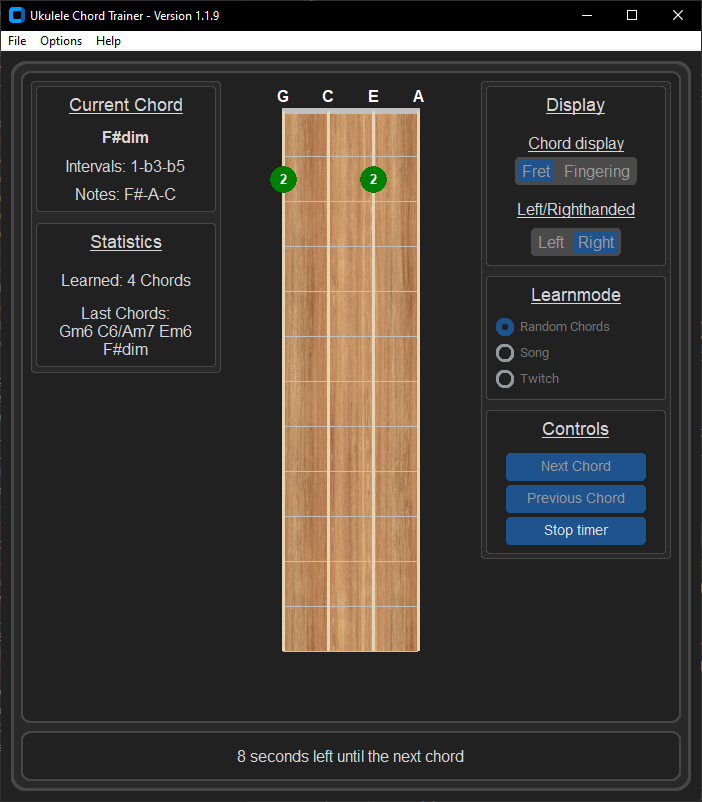 Ukulele Chord Trainer - Version 1.1.9
File Options Help
Current Chord
F#dim
Intervals: 1-b3-b5
Notes: F#-A-C
Statistics
Learned: 4 Chords
Last Chords:
Gm6 C6/Am7 Em6
F#dim
G C E A
2 2
Display
Chord display
Fret Fingering
Left/Righthanded
Left Right
Learnmode
Random Chords
Song
Twitch
Controls
Next Chord
Previous Chord
Stop timer
8 seconds left until the next chord